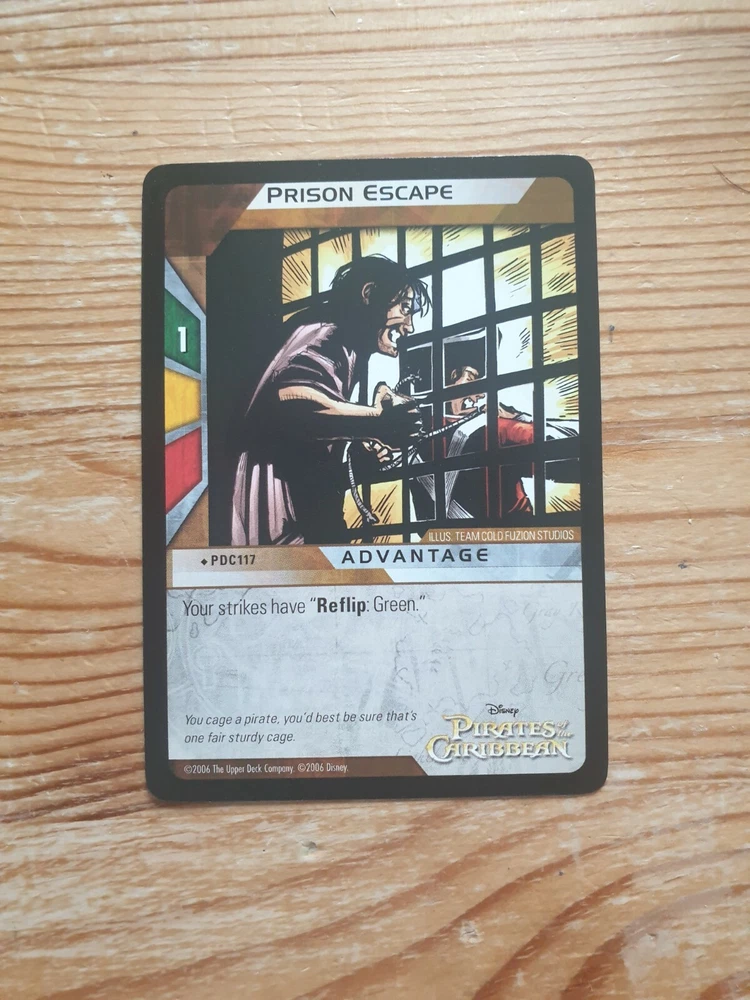 PRISON ESCAPE
1
ILLUS. TEAM COLD FUZION STUDIOS
◆ PDC117
ADVANTAGE
Your strikes have “Reflip: Green.”
You cage a pirate, you’d best be sure that’s
one fair sturdy cage.
Disney
PIRATES of the
CARIBBEAN
©2006 The Upper Deck Company. ©2006 Disney.